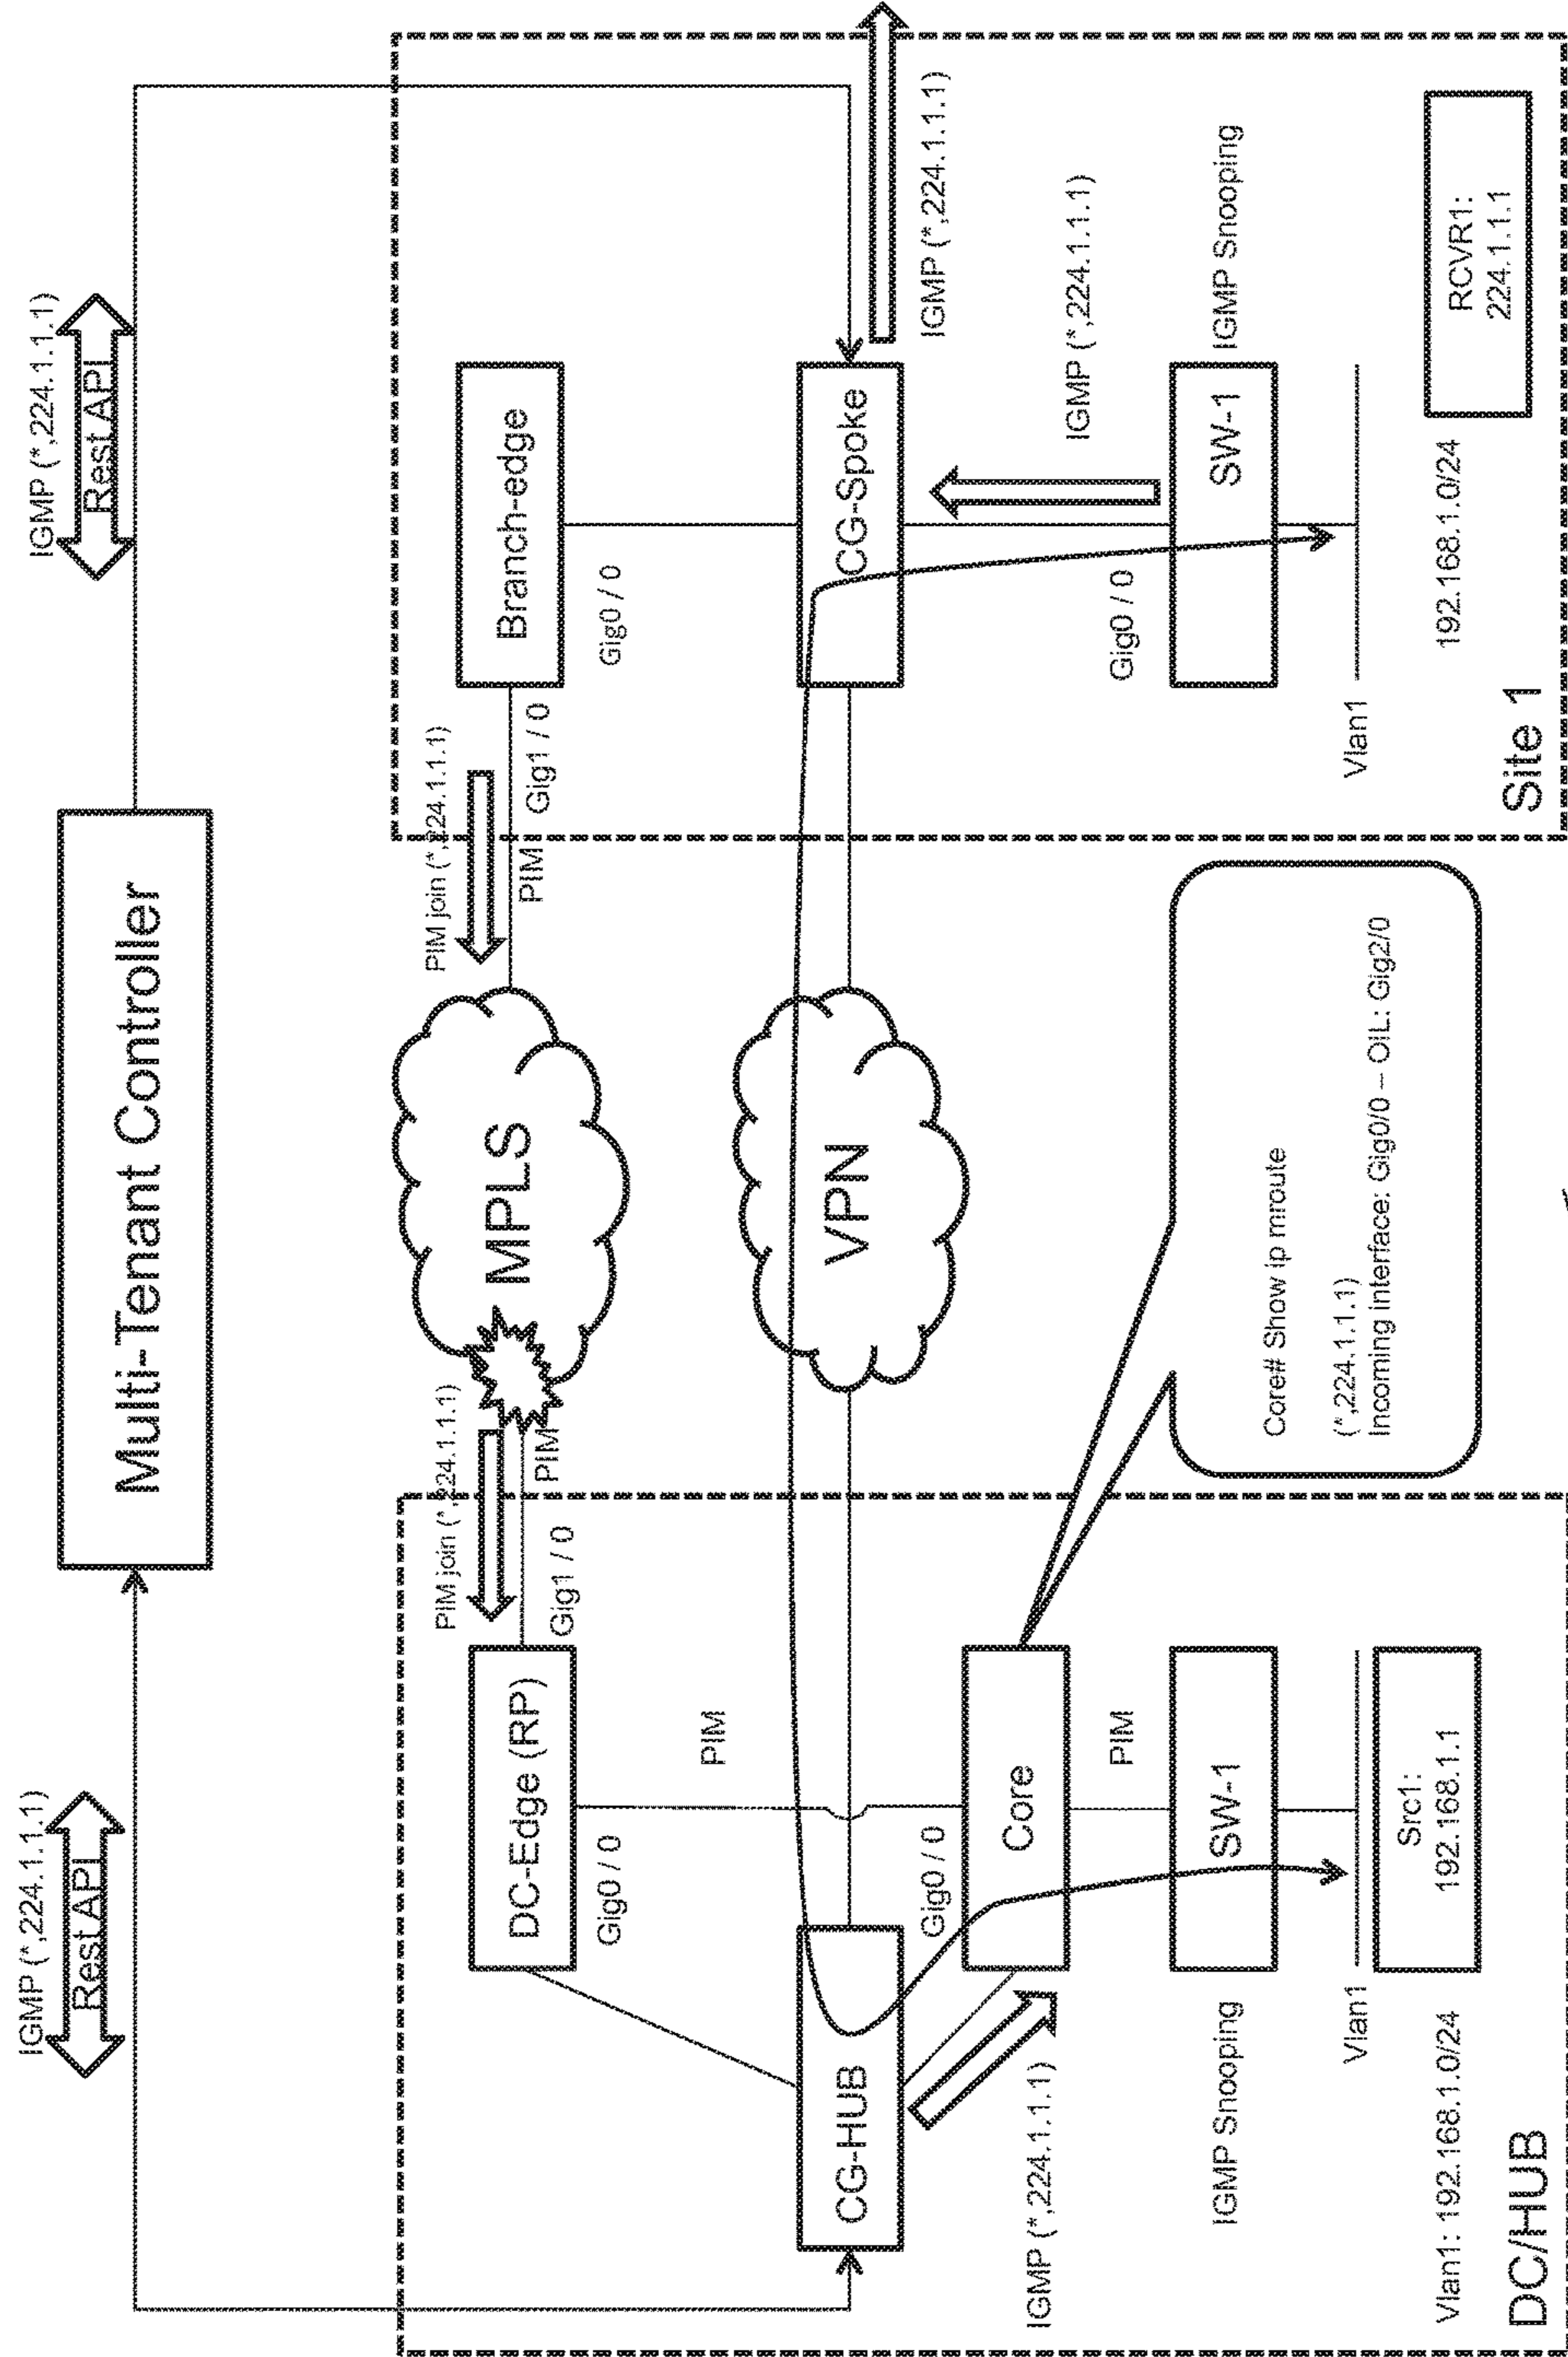 IGMP (*,224.1.1.1)
RestAPI
Multi-Tenant Controller
IGMP (*,224.1.1.1)
RestAPI
DC-Edge (RP)
Gig0 / 0
PIM join (*,224.1.1.1)
PIM
Gig1 / 0
MPLS
PIM join (*,224.1.1.1)
PIM
Gig1 / 0
Branch-edge
Gig0 / 0
PIM
CG-HUB
VPN
CG-Spoke
IGMP (*,224.1.1.1)
IGMP (*,224.1.1.1)
Gig0 / 0
Core
IGMP (*,224.1.1.1)
PIM
Gig0 / 0
IGMP Snooping
SW-1
Core# Show ip mroute
(*,224.1.1.1)
Incoming interface: Gig0/0 – OIL: Gig2/0
SW-1
IGMP Snooping
Vlan1
Vlan1
Vlan1: 192.168.1.0/24
Src1:
192.168.1.1
192.168.1.0/24
RCVR1:
224.1.1.1
DC/HUB
Site 1